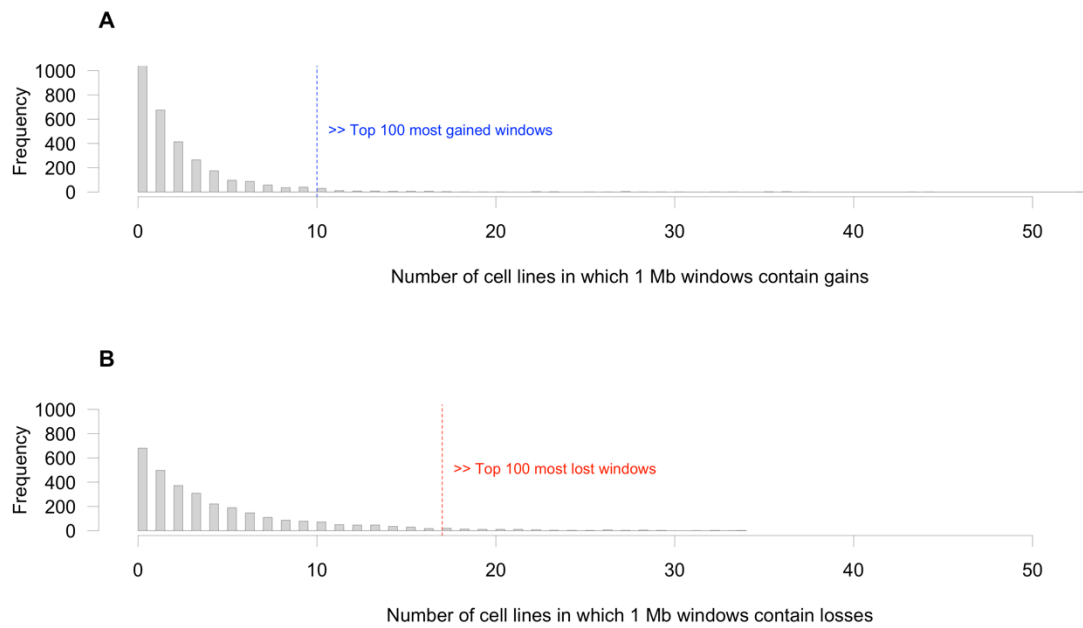 A
1000
800
600
400
200
0
Frequency
>> Top 100 most gained windows
0 10 20 30 40 50
Number of cell lines in which 1 Mb windows contain gains
B
1000
800
600
400
200
0
Frequency
>> Top 100 most lost windows
0 10 20 30 40 50
Number of cell lines in which 1 Mb windows contain losses